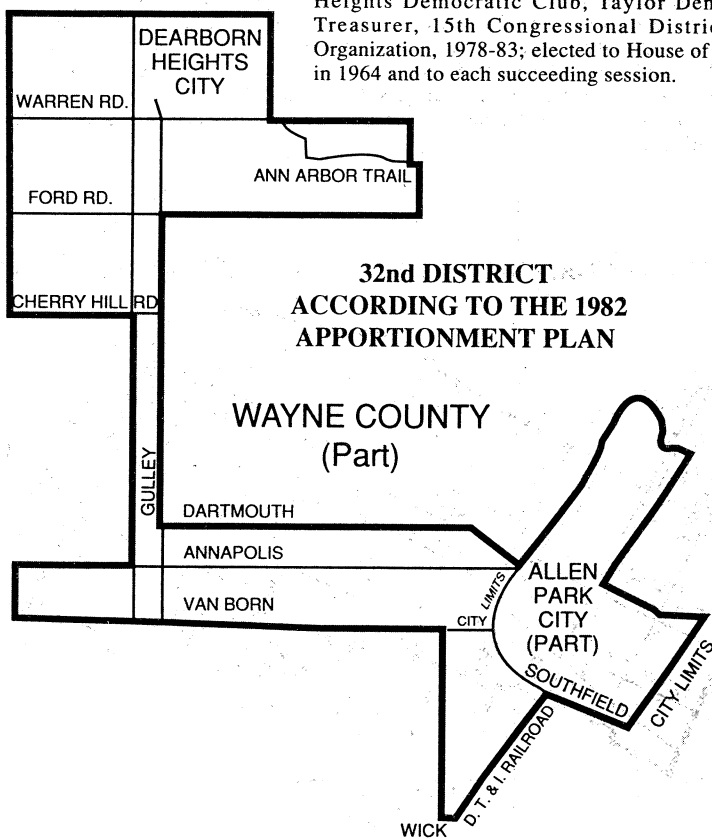 Heights Democratic Club, Taylor Dem
Treasurer, 15th Congressional Distric
Organization, 1978-83; elected to House of
in 1964 and to each succeeding session.
DEARBORN
HEIGHTS
CITY
WARREN RD.
ANN ARBOR TRAIL
FORD RD.
CHERRY HILL RD
32nd DISTRICT
ACCORDING TO THE 1982
APPORTIONMENT PLAN
WAYNE COUNTY
(Part)
GULLEY
DARTMOUTH
ANNAPOLIS
VAN BORN
CITY
LIMITS
ALLEN
PARK
CITY
(PART)
SOUTHFIELD
CITY LIMITS
D. T. & I. RAILROAD
WICK